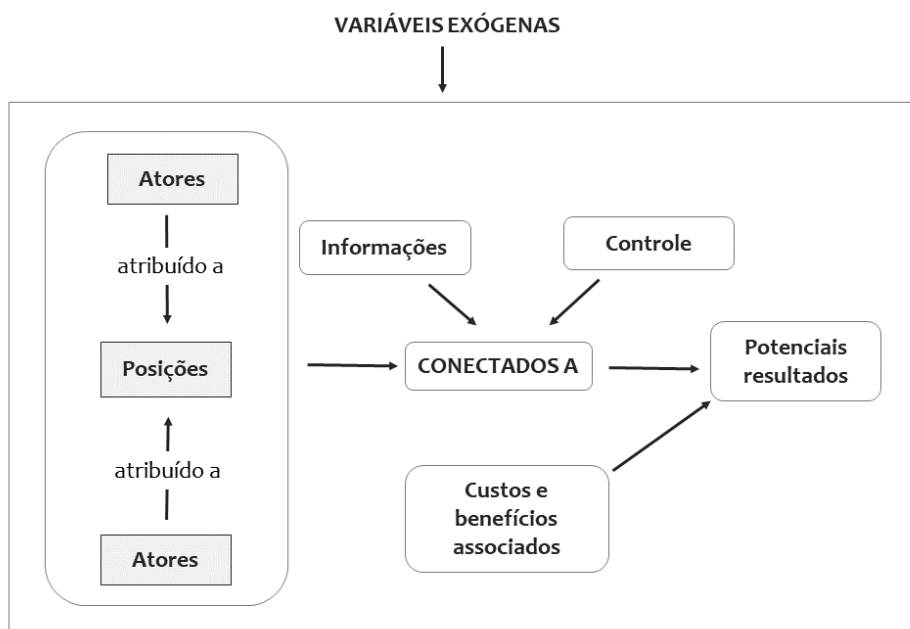 VARIÁVEIS EXÓGENAS
Atores
atribuído a
Posições
atribuído a
Atores
Informações
Controle
CONECTADOS A
Potenciais
resultados
Custos e
benefícios
associados